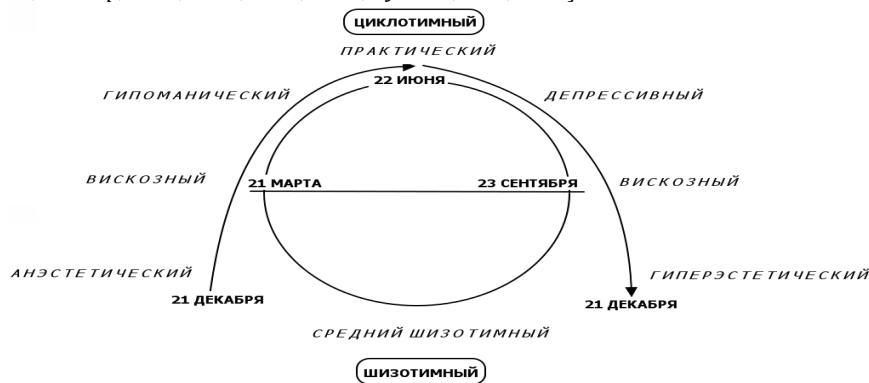 ЦИКЛОТИМНЫЙ
ПРАКТИЧЕСКИЙ
22 ИЮНЯ
ГИПОМАНИЧЕСКИЙ
ДЕПРЕССИВНЫЙ
ВИСКОЗНЫЙ
21 МАРТА
23 СЕНТЯБРЯ
ВИСКОЗНЫЙ
АНЭСТЕТИЧЕСКИЙ
ГИПЕРЭСТЕТИЧЕСКИЙ
21 ДЕКАБРЯ
21 ДЕКАБРЯ
СРЕДНИЙ ШИЗОТИМНЫЙ
ШИЗОТИМНЫЙ